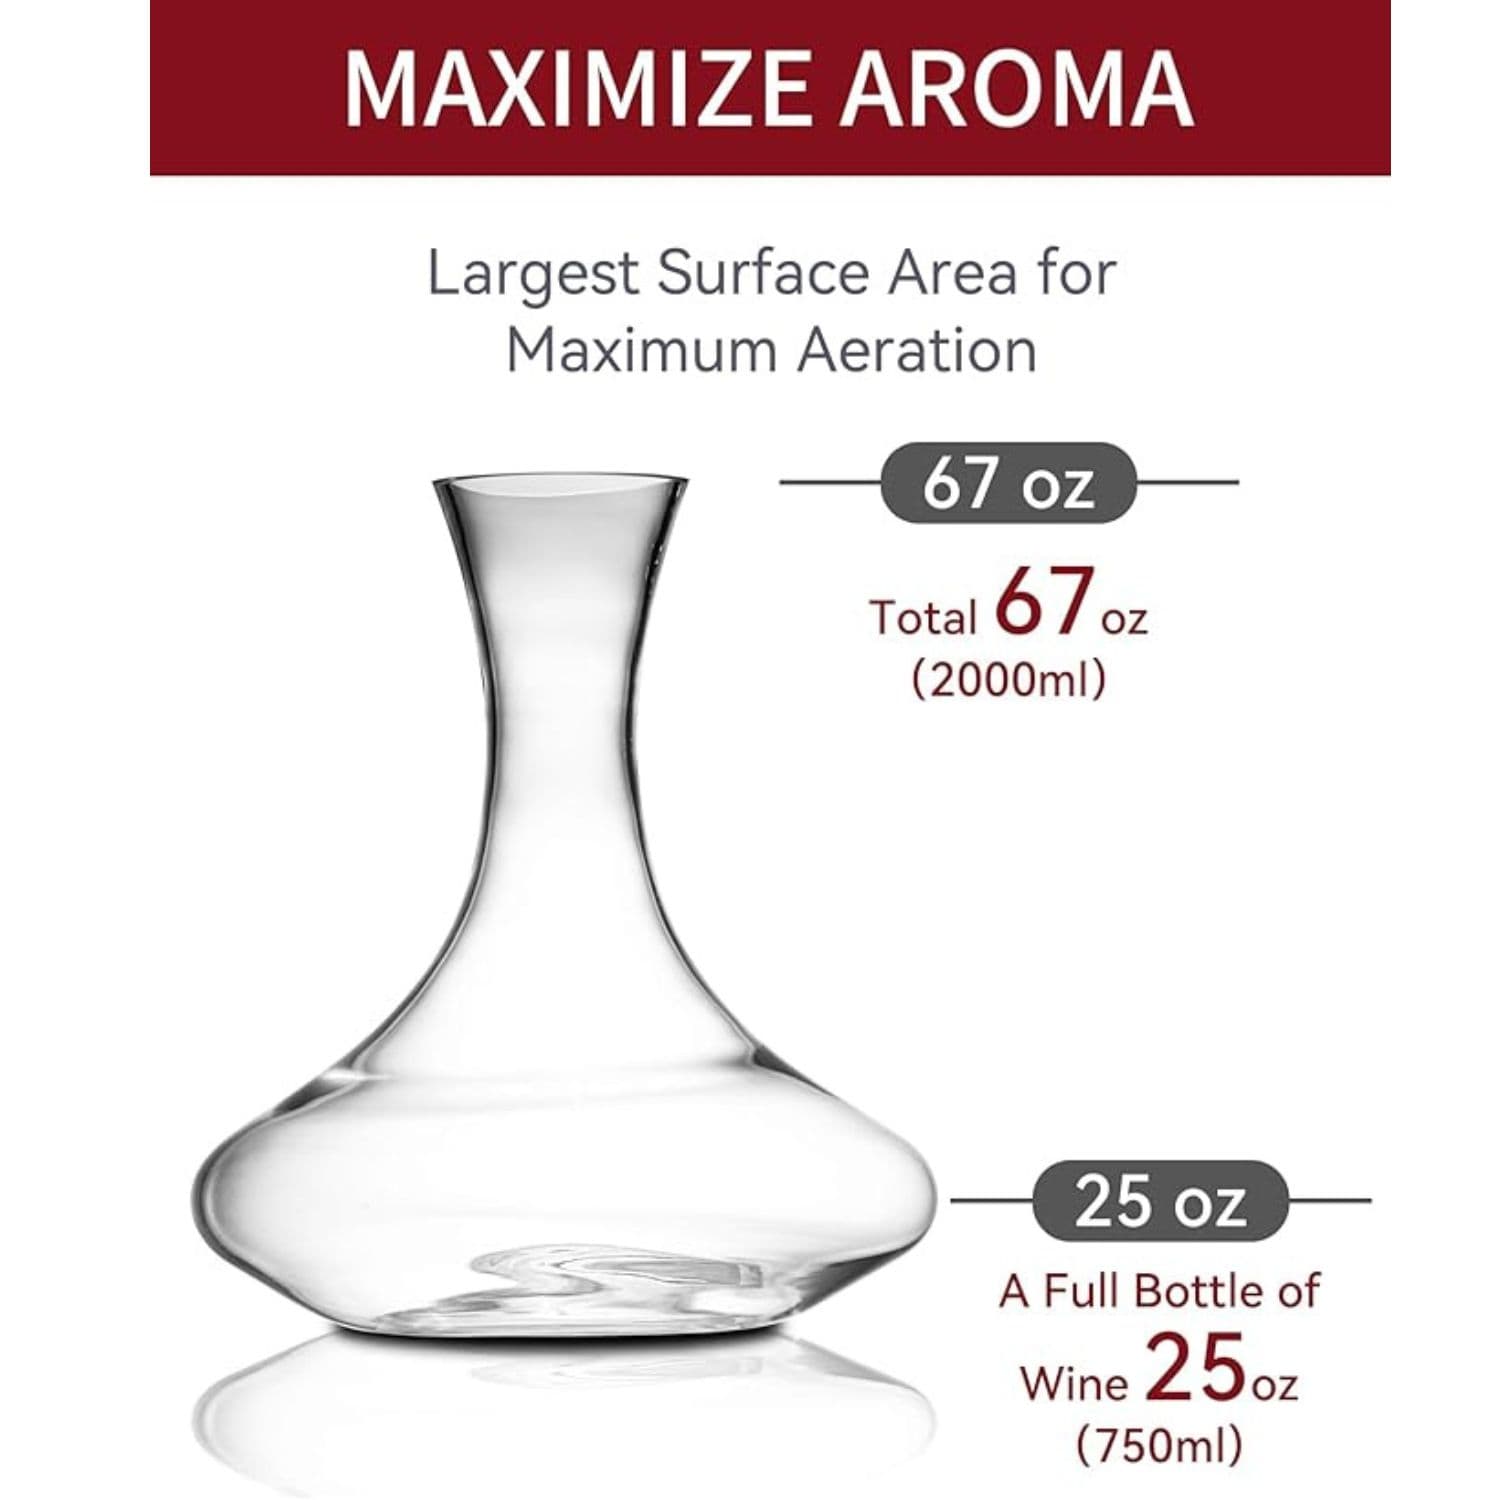 MAXIMIZE AROMA
Largest Surface Area for
Maximum Aeration
67 oz
Total 67 oz
(2000ml)
25 oz
A Full Bottle of
Wine 25 oz
(750ml)